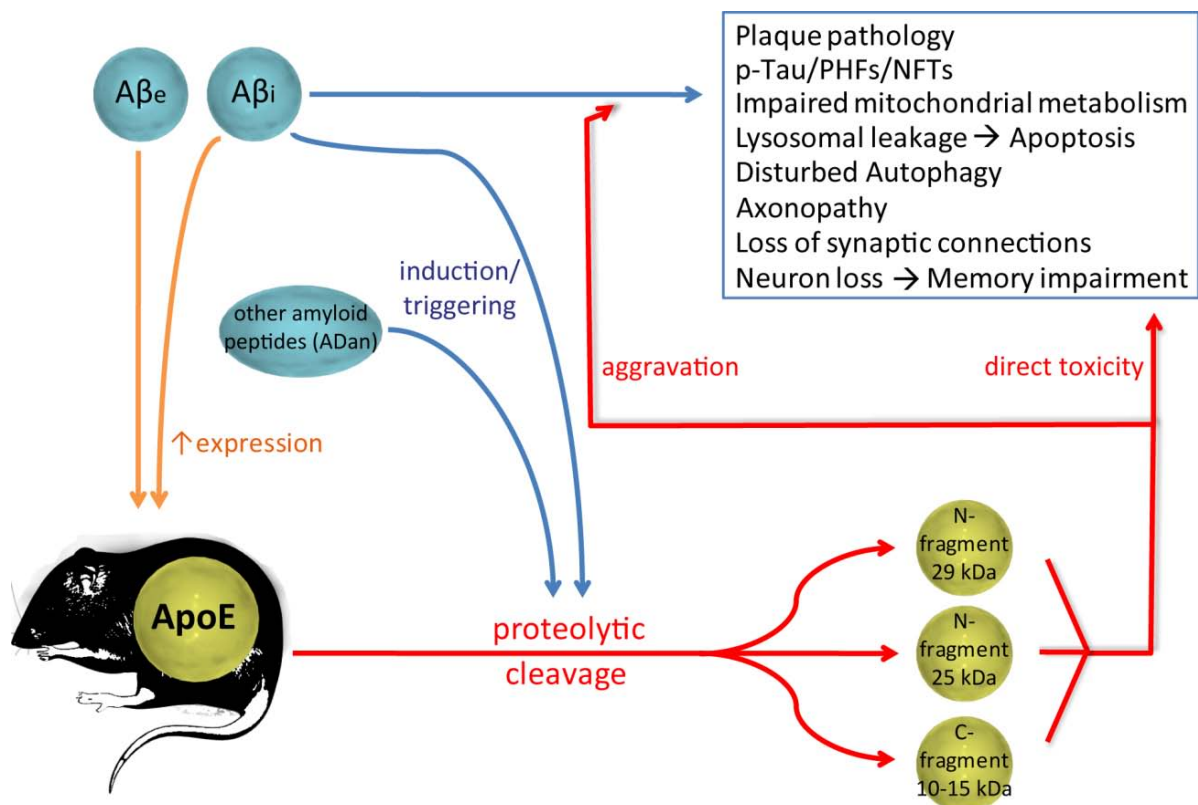 Aβe
Aβi
Plaque pathology
p-Tau/PHFs/NFTs
Impaired mitochondrial metabolism
Lysosomal leakage → Apoptosis
Disturbed Autophagy
Axonopathy
Loss of synaptic connections
Neuron loss → Memory impairment
induction/
triggering
other amyloid
peptides (ADan)
aggravation
direct toxicity
↑expression
ApoE
proteolytic
cleavage
N-
fragment
29 kDa
N-
fragment
25 kDa
C-
fragment
10-15 kDa